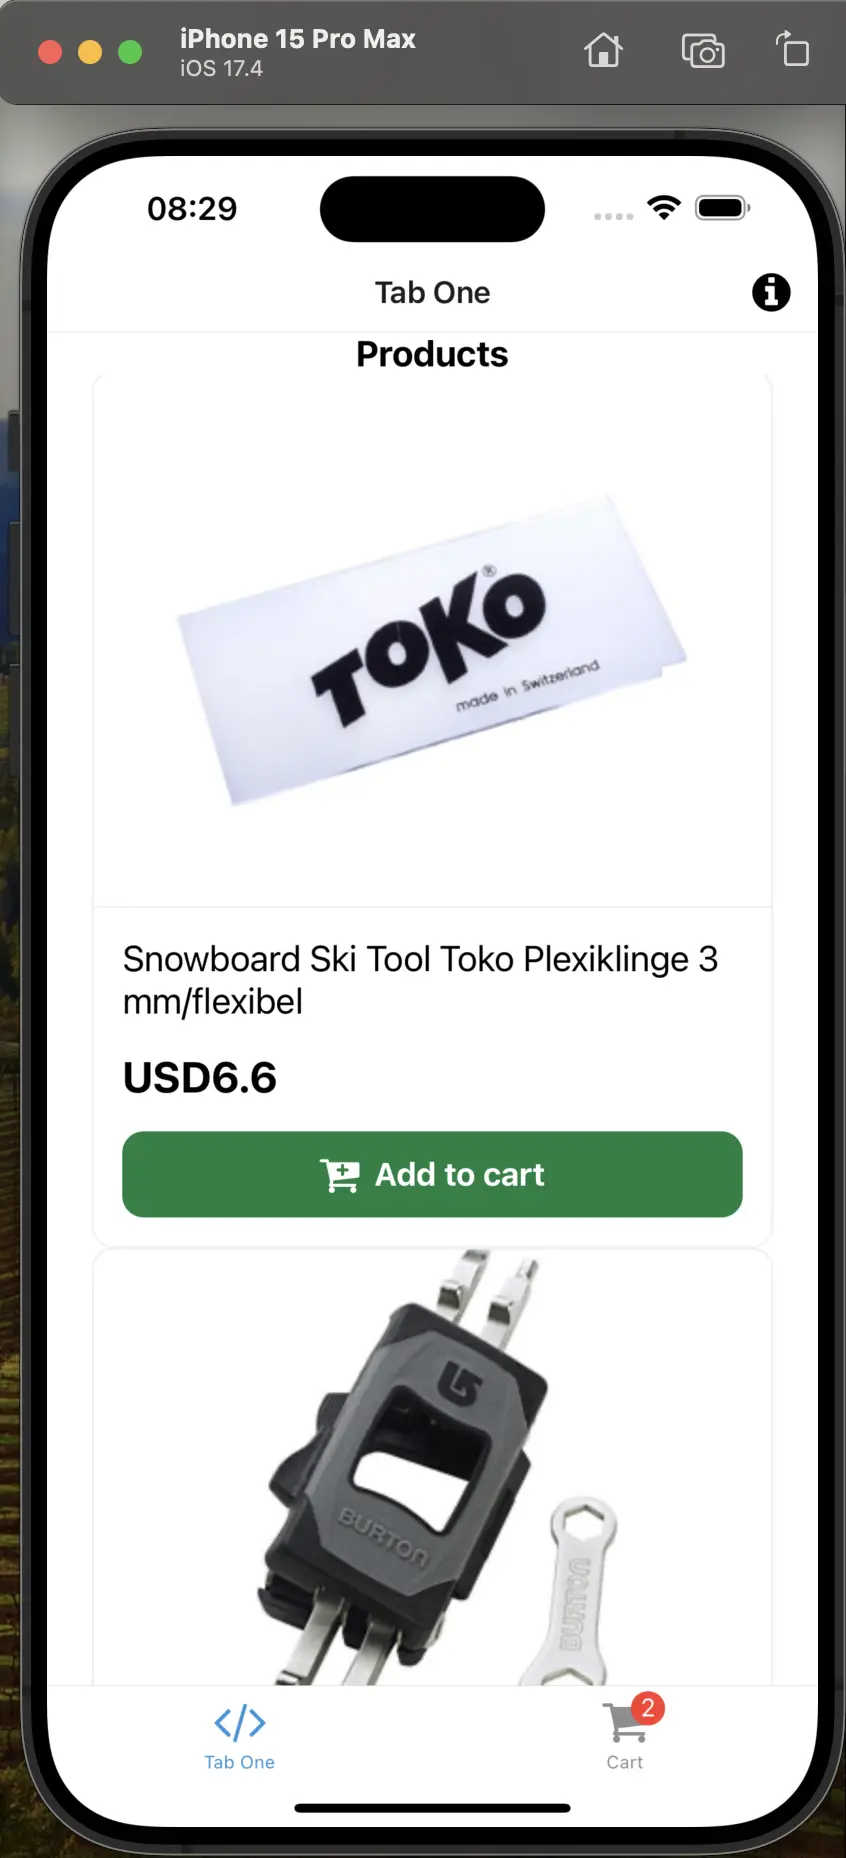 iPhone 15 Pro Max
iOS 17.4
08:29
Tab One
Products
TOKO®
made in Switzerland
Snowboard Ski Tool Toko Plexiklinge 3
mm/flexibel
USD6.6
Add to cart
BURTON
BURTON
2
Tab One
Cart